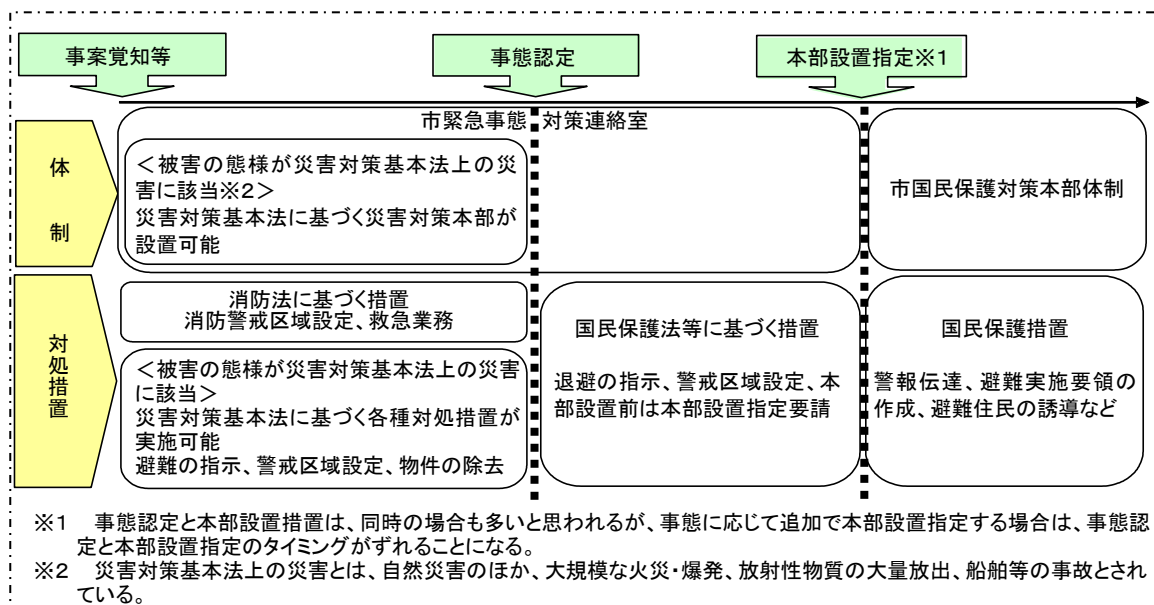 事案覚知等
事態認定
本部設置指定※1
体
制
市緊急事態対策連絡室
＜被害の態様が災害対策基本法上の災
害に該当※2＞
災害対策基本法に基づく災害対策本部が
設置可能
市国民保護対策本部体制
対
処
措
置
消防法に基づく措置
消防警戒区域設定、救急業務
＜被害の態様が災害対策基本法上の災害
に該当＞
災害対策基本法に基づく各種対処措置が
実施可能
避難の指示、警戒区域設定、物件の除去
国民保護法等に基づく措置
退避の指示、警戒区域設定、本
部設置前は本部設置指定要請
国民保護措置
警報伝達、避難実施要領の
作成、避難住民の誘導など
※1　事態認定と本部設置措置は、同時の場合も多いと思われるが、事態に応じて追加で本部設置指定する場合は、事態認
定と本部設置指定のタイミングがずれることになる。
※2　災害対策基本法上の災害とは、自然災害のほか、大規模な火災・爆発、放射性物質の大量放出、船舶等の事故とされ
ている。